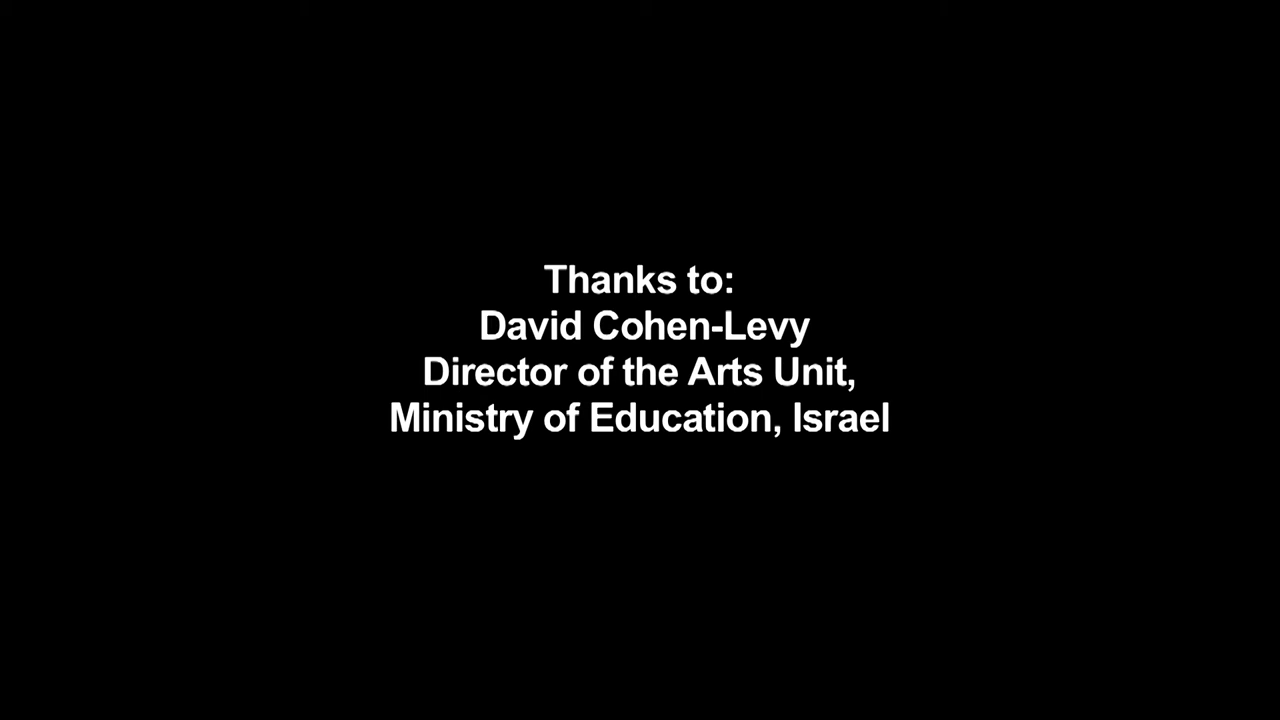 Thanks to:
David Cohen-Levy
Director of the Arts Unit,
Ministry of Education, Israel